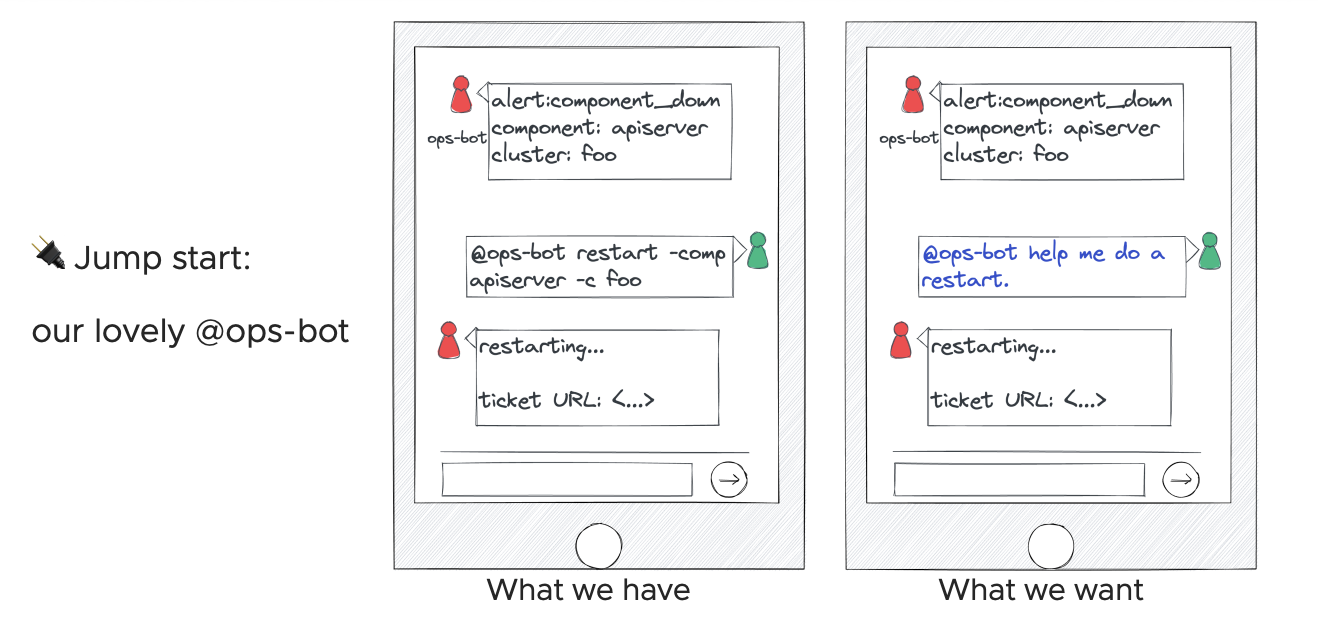 Jump start:
our lovely @ops-bot
ops-bot
alert:component_down
component: apiserver
cluster: foo
@ops-bot restart -comp
apiserver -c foo
restarting...
ticket URL: <...>
What we have
ops-bot
alert:component_down
component: apiserver
cluster: foo
@ops-bot help me do a
restart.
restarting...
ticket URL: <...>
What we want